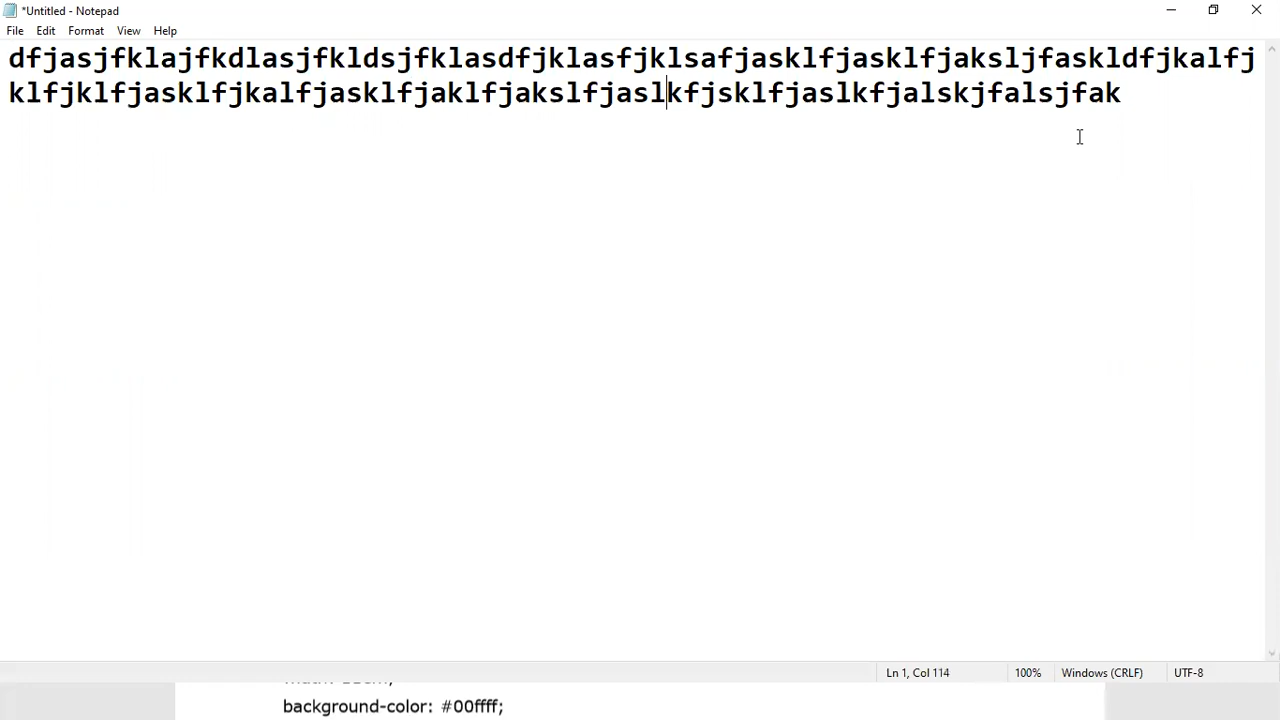 *Untitled - Notepad
File Edit Format View Help
dfjasjfklajfkdlasjfkldsjfklasdfjklasfjklsafjasklfjasklfjaksljfaskldfjkalfj
klfjklfjasklfjkalfjasklfjaklfjakslfjaslkfjsklfjaslkfjalskjfalsjfak
Ln 1, Col 114 100% Windows (CRLF) UTF-8
background-color: #00ffff;